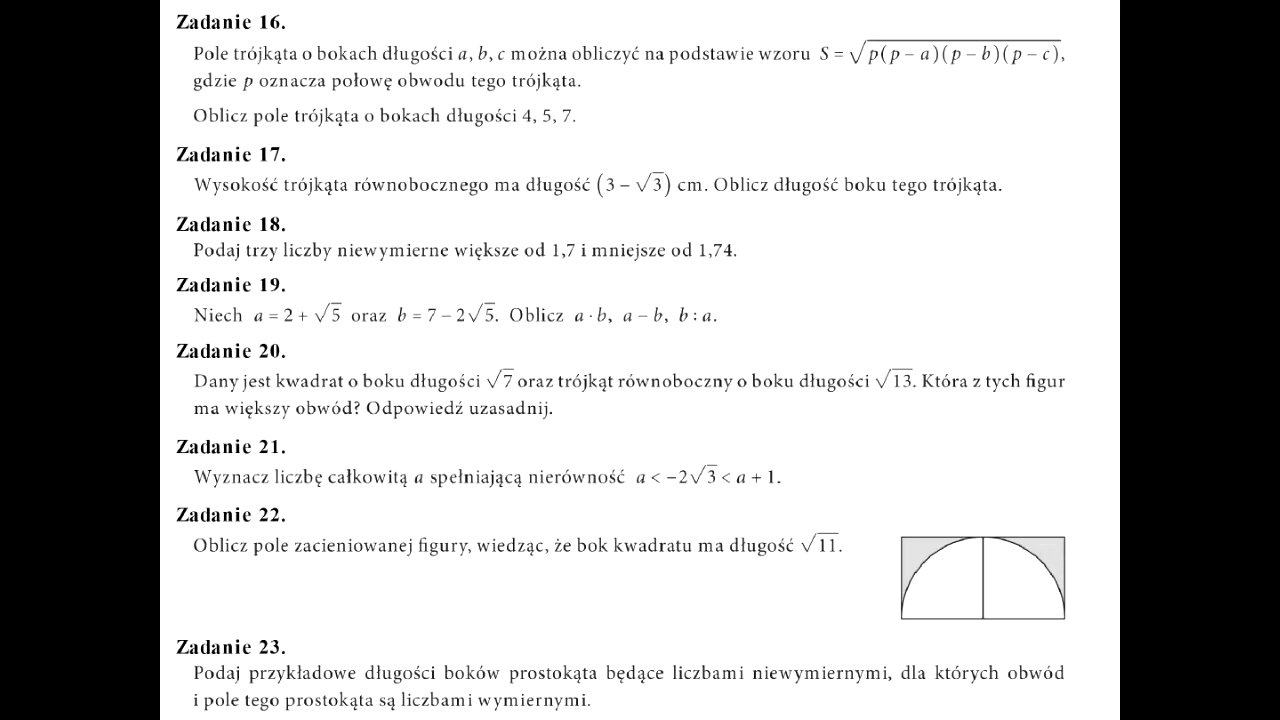 Zadanie 16.
Pole trójkąta o bokach długości a, b, c można obliczyć na podstawie wzoru S = √(p(p – a)(p – b)(p – c)),
gdzie p oznacza połowę obwodu tego trójkąta.
Oblicz pole trójkąta o bokach długości 4, 5, 7.
Zadanie 17.
Wysokość trójkąta równobocznego ma długość (3 – √3) cm. Oblicz długość boku tego trójkąta.
Zadanie 18.
Podaj trzy liczby niewymierne większe od 1,7 i mniejsze od 1,74.
Zadanie 19.
Niech a = 2 + √5 oraz b = 7 – 2√5. Oblicz a · b, a – b, b : a.
Zadanie 20.
Dany jest kwadrat o boku długości √7 oraz trójkąt równoboczny o boku długości √13. Która z tych figur
ma większy obwód? Odpowiedź uzasadnij.
Zadanie 21.
Wyznacz liczbę całkowitą a spełniającą nierówność a < –2√3 < a + 1.
Zadanie 22.
Oblicz pole zacieniowanej figury, wiedząc, że bok kwadratu ma długość √11.
Zadanie 23.
Podaj przykładowe długości boków prostokąta będące liczbami niewymiernymi, dla których obwód
i pole tego prostokąta są liczbami wymiernymi.